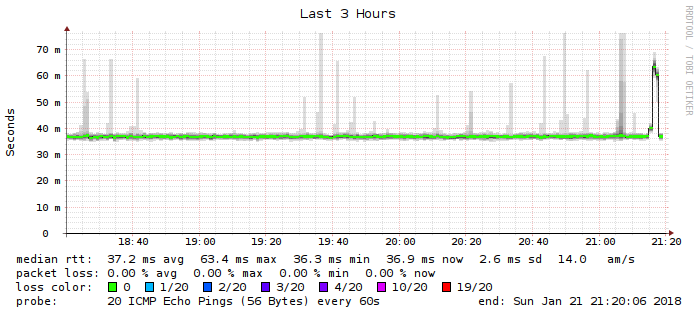 Last 3 Hours
RRDTOOL / TOBI OETIKER
Seconds
70 m
60 m
50 m
40 m
30 m
20 m
10 m
0
18:40 19:00 19:20 19:40 20:00 20:20 20:40 21:00 21:20
median rtt: 37.2 ms avg 63.4 ms max 36.3 ms min 36.9 ms now 2.6 ms sd 14.0 am/s
packet loss: 0.00 % avg 0.00 % max 0.00 % min 0.00 % now
loss color: 0 1/20 2/20 3/20 4/20 10/20 19/20
probe: 20 ICMP Echo Pings (56 Bytes) every 60s end: Sun Jan 21 21:20:06 2018